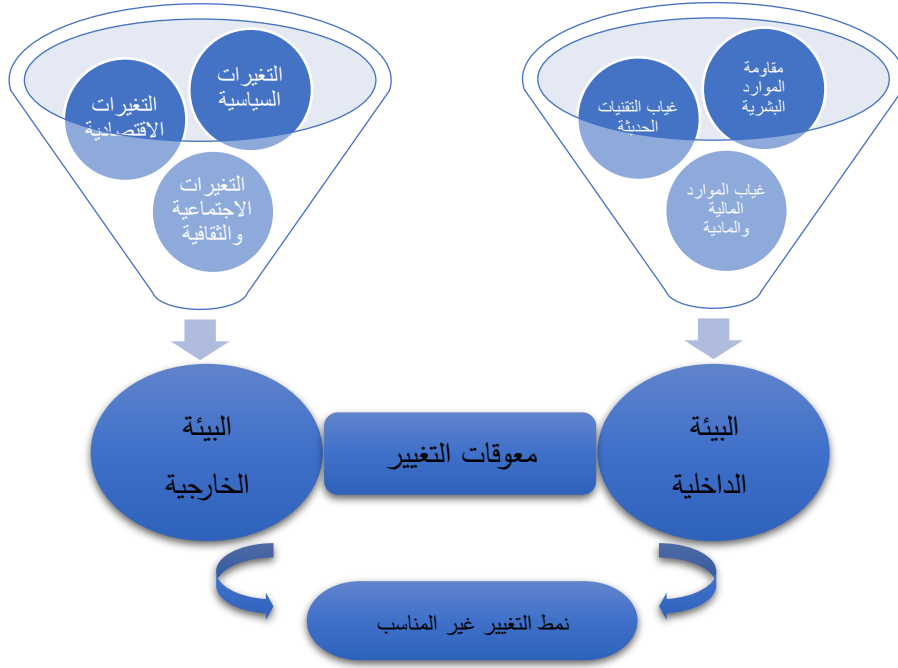 مقاومة
الموارد
البشرية
غياب التقنيات
الحديثة
غياب الموارد
المالية
والمادية
التغيرات
السياسية
التغيرات
الاقتصادية
التغيرات
الاجتماعية
والثقافية
البيئة
الداخلية
معوقات التغيير
البيئة
الخارجية
نمط التغيير غير المناسب